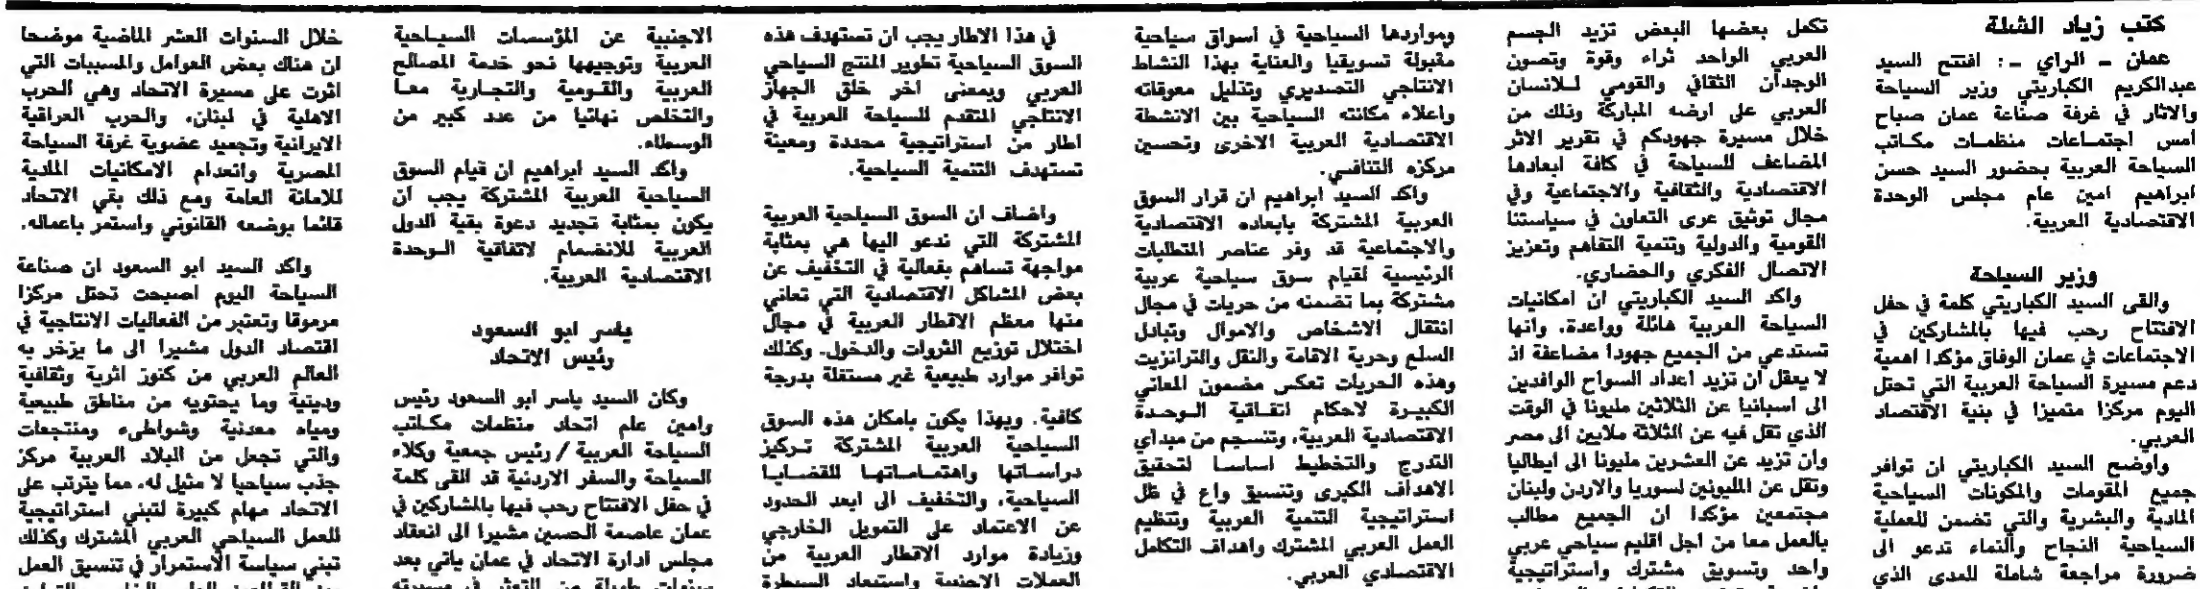 كتب زياد الشلة
عمان ـ الراي ـ : افتتح السيد
عبدالكريم الكباريتي وزير السياحة
والاثار في غرفة صناعة عمان صباح
امس اجتماعات منظمات مكاتب
السياحة العربية بحضور السيد حسن
ابراهيم امين عام مجلس الوحدة
الاقتصادية العربية.
وزير السياحة
والقى السيد الكباريتي كلمة في حفل
الافتتاح رحب فيها بالمشاركين في
الاجتماعات في عمان الوفاق مؤكدا اهمية
دعم مسيرة السياحة العربية التي تحتل
اليوم مركزا متميزا في بنية الاقتصاد
العربي.
واوضح السيد الكباريتي ان توافر
جميع المقومات والمكونات السياحية
المادية والبشرية والتي تضمن للعملية
السياحية النجاح والنماء تدعو الى
ضرورة مراجعة شاملة للمدى الذي
تكمل بعضها البعض تزيد الجسم
العربي الواحد ثراء وقوة وتصون
الوجدان الثقافي والقومي للانسان
العربي على ارضه المباركة وذلك من
خلال مسيرة جهودكم في تقرير الاثر
المضاعف للسياحة في كافة ابعادها
الاقتصادية والثقافية والاجتماعية وفي
مجال توثيق عرى التعاون في سياستنا
القومية والدولية وتنمية التفاهم وتعزيز
الاتصال الفكري والحضاري.
واكد السيد الكباريتي ان امكانيات
السياحة العربية هائلة وواعدة، وانها
تستدعي من الجميع جهودا مضاعفة اذ
لا يعقل ان تزيد اعداد السواح الوافدين
الى اسبانيا عن الثلاثين مليونا في الوقت
الذي تقل فيه عن الثلاثة ملايين الى مصر
وان تزيد عن العشرين مليونا الى ايطاليا
وتقل عن المليونين لسوريا والاردن ولبنان
مجتمعين مؤكدا ان الجميع مطالب
بالعمل معا من اجل اقليم سياحي عربي
واحد وتسويق مشترك واستراتيجية
ومواردها السياحية في اسواق سياحية
مقبولة تسويقيا والعناية بهذا النشاط
الانتاجي التصديري وتذليل معوقاته
واعلاء مكانته السياحية بين الانشطة
الاقتصادية العربية الاخرى وتحسين
مركزه التنافسي.
واكد السيد ابراهيم ان قرار السوق
العربية المشتركة بابعاده الاقتصادية
والاجتماعية قد وفر عناصر المتطلبات
الرئيسية لقيام سوق سياحية عربية
مشتركة بما تضمنه من حريات في مجال
انتقال الاشخاص والاموال وتبادل
السلع وحرية الاقامة والنقل والترانزيت
وهذه الحريات تعكس مضمون المعاني
الكبيرة لاحكام اتفاقية الوحدة
الاقتصادية العربية، وتنسجم من مبداي
التدرج والتخطيط اساسا لتحقيق
الاهداف الكبرى وتنسيق واع في ظل
استراتيجية التنمية العربية وتنظيم
العمل العربي المشترك واهداف التكامل
الاقتصادي العربي.
في هذا الاطار يجب ان تستهدف هذه
السوق السياحية تطوير المنتج السياحي
العربي وبمعنى اخر خلق الجهاز
الانتاجي المتقدم للسياحة العربية في
اطار من استراتيجية محددة ومعينة
تستهدف التنمية السياحية.
واضاف ان السوق السياحية العربية
المشتركة التي ندعو اليها هي بمثابة
مواجهة تساهم بفعالية في التخفيف عن
بعض المشاكل الاقتصادية التي تعاني
منها معظم الاقطار العربية في مجال
اختلال توزيع الثروات والدخول، وكذلك
توافر موارد طبيعية غير مستقلة بدرجة
كافية. وبهذا يكون بامكان هذه السوق
السياحية العربية المشتركة تركيز
دراساتها واهتماماتها للقضايا
السياحية، والتخفيف الى ابعد الحدود
عن الاعتماد على التمويل الخارجي
وزيادة موارد الاقطار العربية من
العملات الاجنبية واستبعاد السيطرة
الاجنبية عن المؤسسات السياحية
العربية وتوجيهها نحو خدمة المصالح
العربية والقومية والتجارية معا
والتخلص نهائيا من عدد كبير من
الوسطاء.
واكد السيد ابراهيم ان قيام السوق
السياحية العربية المشتركة يجب ان
يكون بمثابة تجديد دعوة بقية الدول
العربية للانضمام لاتفاقية الوحدة
الاقتصادية العربية.
ياسر ابو السعود
رئيس الاتحاد
وكان السيد ياسر ابو السعود رئيس
وامين عام اتحاد منظمات مكاتب
السياحة العربية / رئيس جمعية وكلاء
السياحة والسفر الاردنية قد القى كلمة
في حفل الافتتاح رحب فيها بالمشاركين في
عمان عاصمة الحسين مشيرا الى انعقاد
مجلس ادارة الاتحاد في عمان ياتي بعد
سنوات طويلة من التعثر في مسيرته
خلال السنوات العشر الماضية موضحا
ان هناك بعض العوامل والمسببات التي
اثرت على مسيرة الاتحاد وهي الحرب
الاهلية في لبنان، والحرب العراقية
الايرانية وتجميد عضوية غرفة السياحة
المصرية وانعدام الامكانيات المادية
للامانة العامة ومع ذلك بقي الاتحاد
قائما بوضعه القانوني واستمر باعماله.
واكد السيد ابو السعود ان صناعة
السياحة اليوم اصبحت تحتل مركزا
مرموقا وتعتبر من الفعاليات الانتاجية في
اقتصاد الدول مشيرا الى ما يزخر به
العالم العربي من كنوز اثرية وثقافية
ودينية وما يحتويه من مناطق طبيعية
ومياه معدنية وشواطىء ومنتجعات
والتي تجعل من البلاد العربية مركز
جذب سياحيا لا مثيل له، مما يترتب على
الاتحاد مهام كبيرة لتبني استراتيجية
للعمل السياحي العربي المشترك وكذلك
تبني سياسة الاستمرار في تنسيق العمل